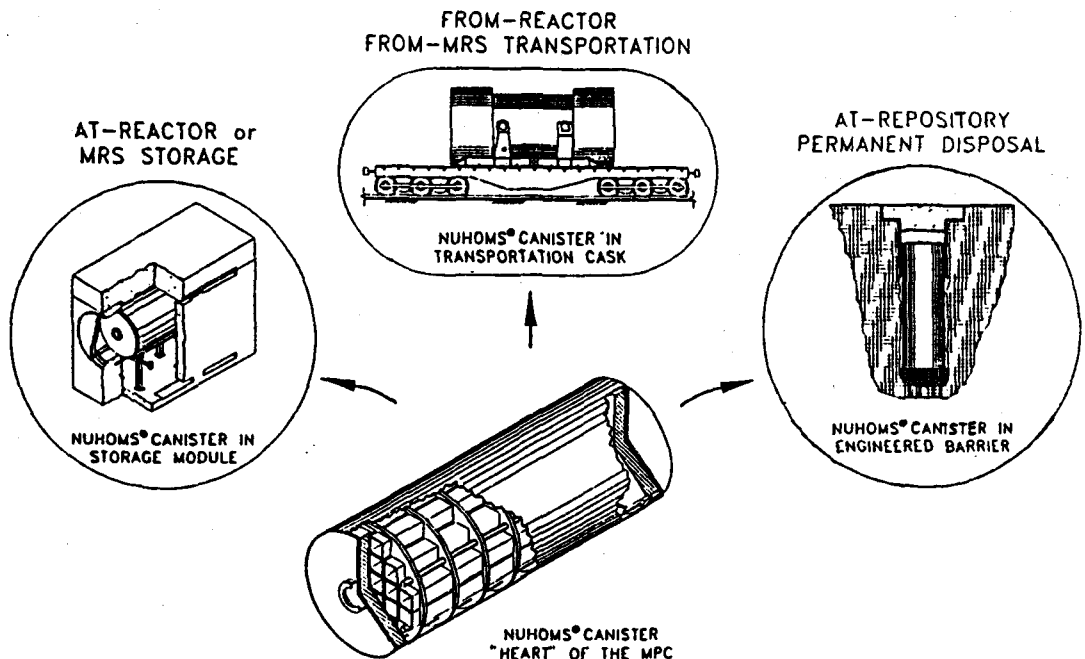 FROM-REACTOR
FROM-MRS TRANSPORTATION
NUHOMS® CANISTER IN
TRANSPORTATION CASK
AT-REACTOR or
MRS STORAGE
NUHOMS® CANISTER IN
STORAGE MODULE
AT-REPOSITORY
PERMANENT DISPOSAL
NUHOMS® CANISTER IN
ENGINEERED BARRIER
NUHOMS® CANISTER
"HEART" OF THE MPC